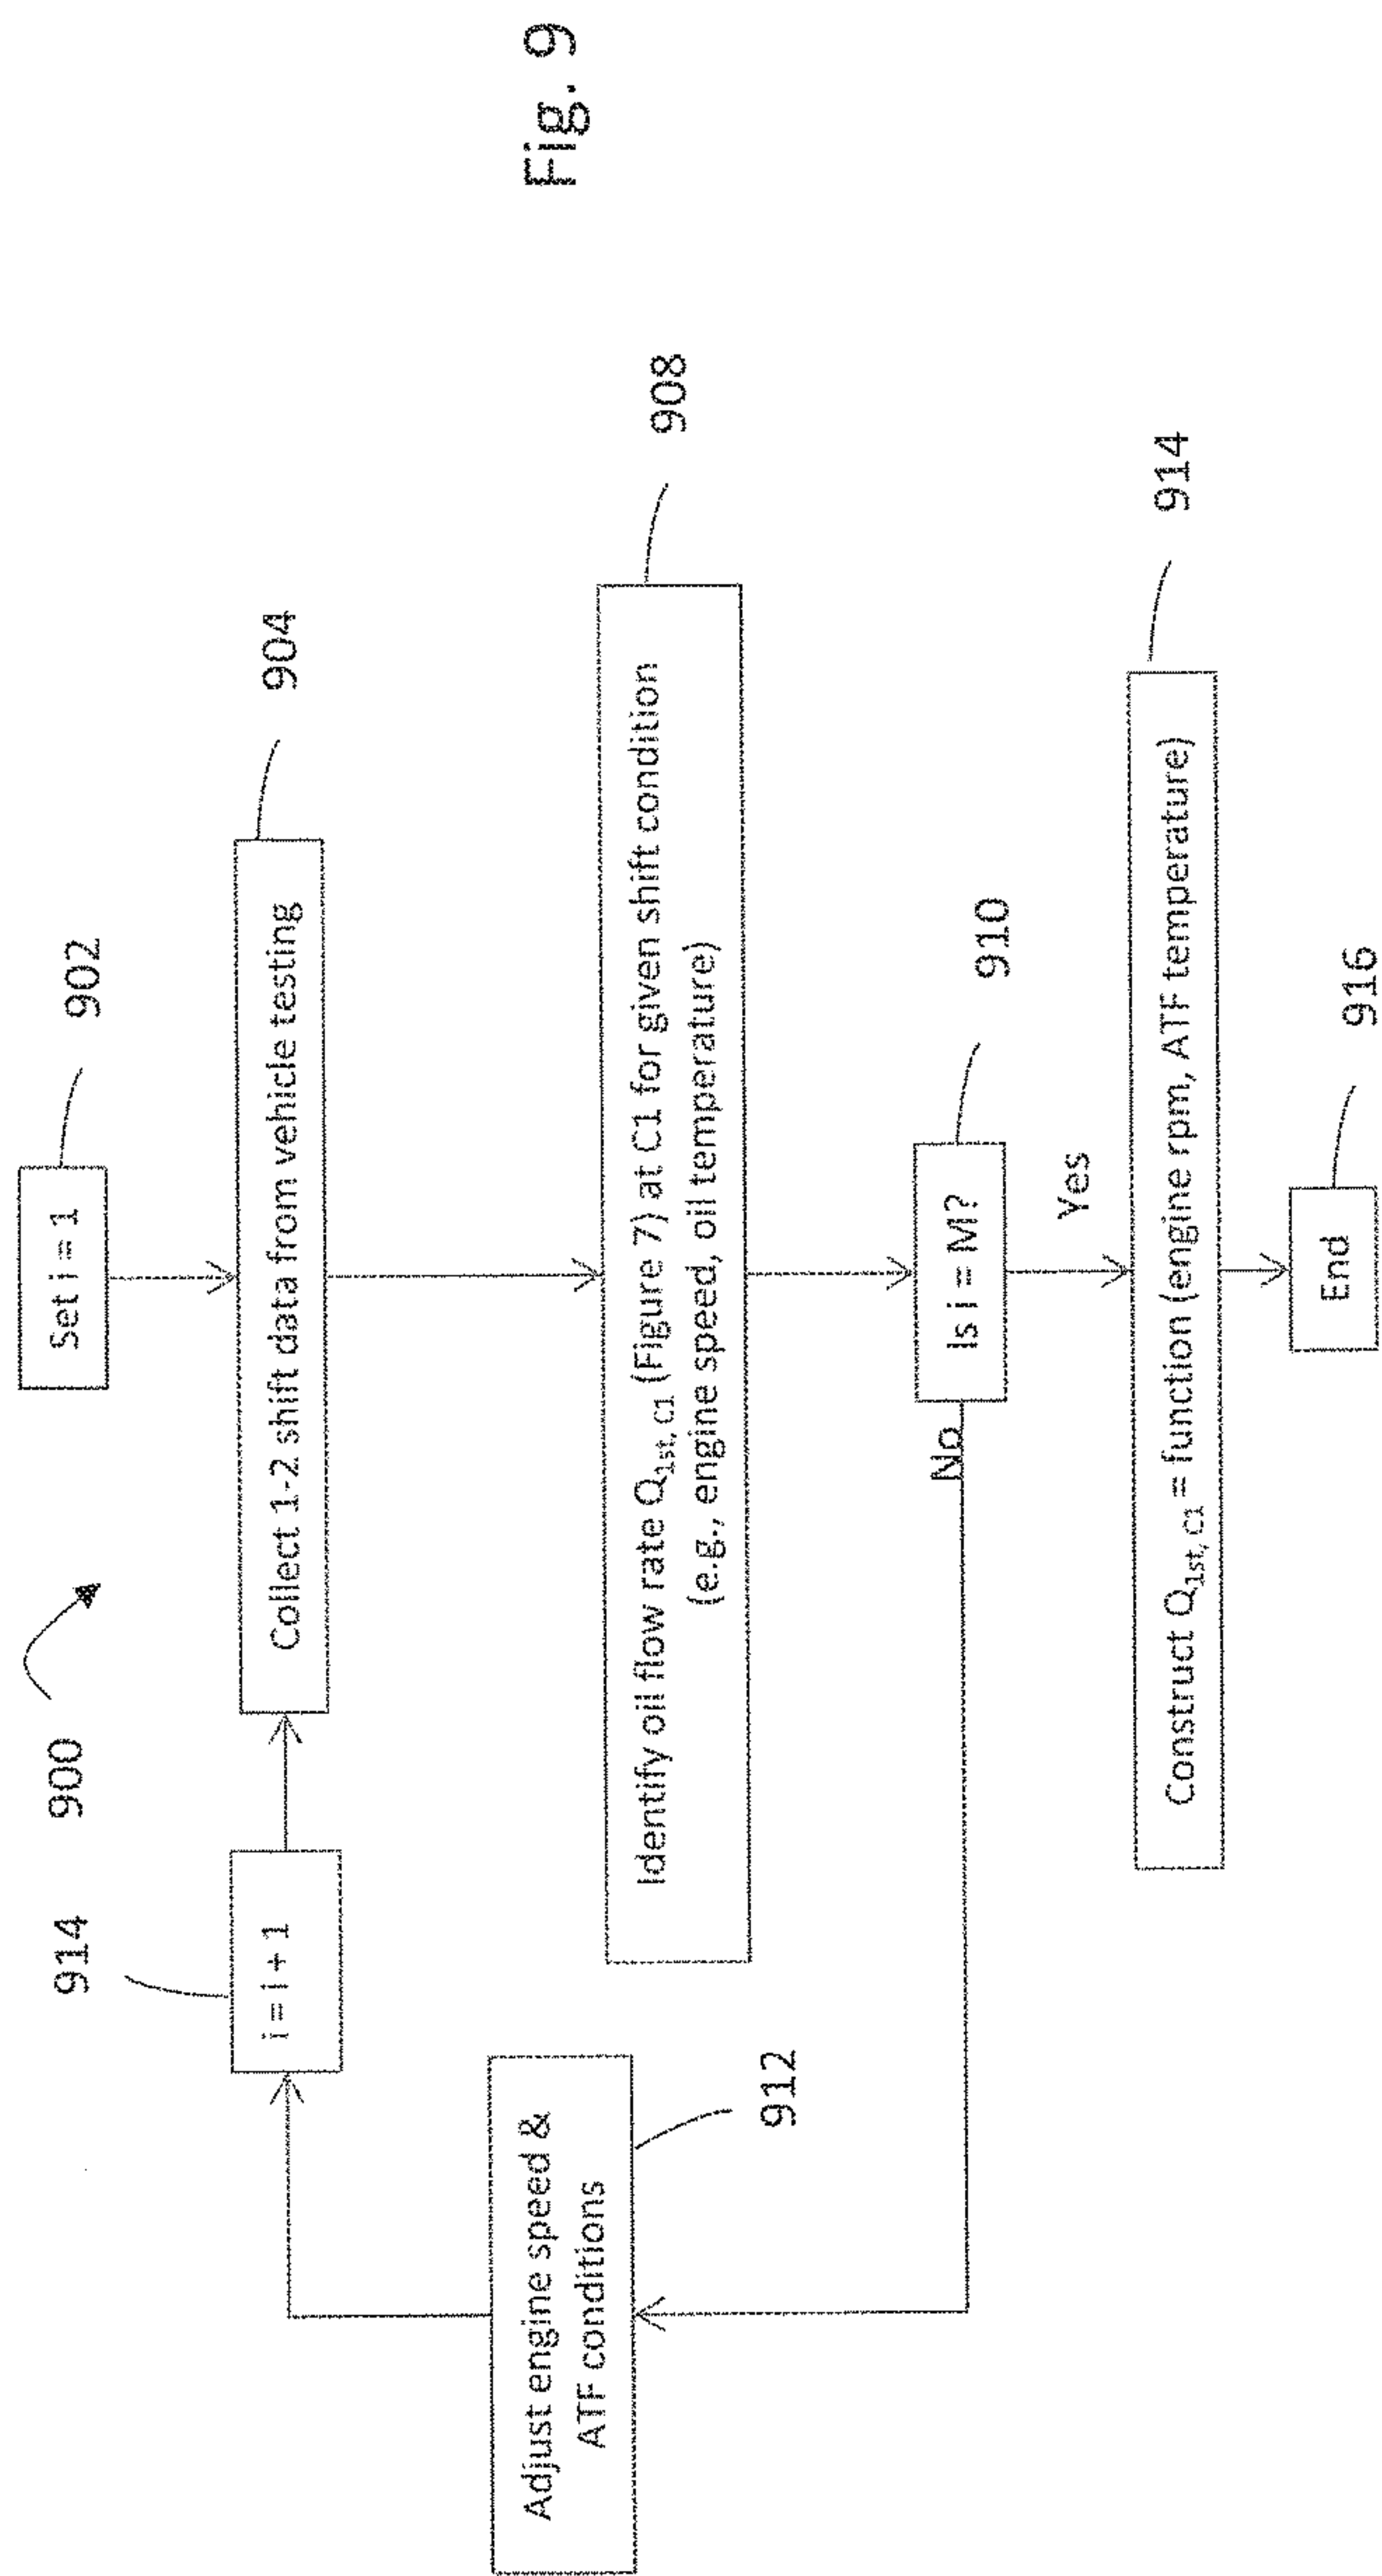 900
Set i = 1
902
914
i = i + 1
Collect 1-2 shift data from vehicle testing
904
Adjust engine speed &
ATF conditions
912
Identify oil flow rate Q1st, C1 (Figure 7) at C1 for given shift condition
(e.g., engine speed, oil temperature)
908
No
Is i = M?
910
Yes
Construct Q1st, C1 = function (engine rpm, ATF temperature)
914
End
916
Fig. 9